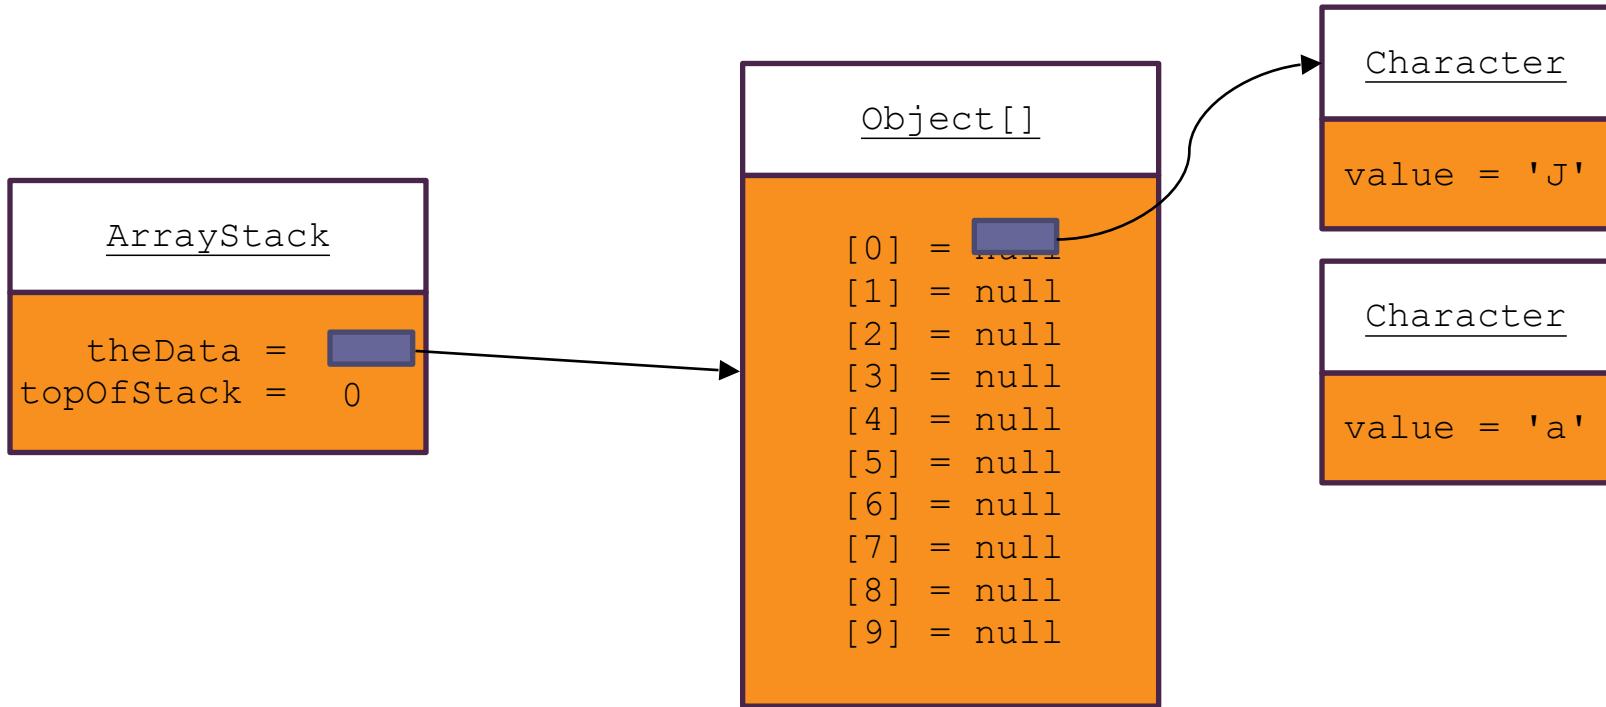 ArrayStack
theData =
topOfStack = 0
Object[]
[0] = null
[1] = null
[2] = null
[3] = null
[4] = null
[5] = null
[6] = null
[7] = null
[8] = null
[9] = null
Character
value = 'J'
Character
value = 'a'